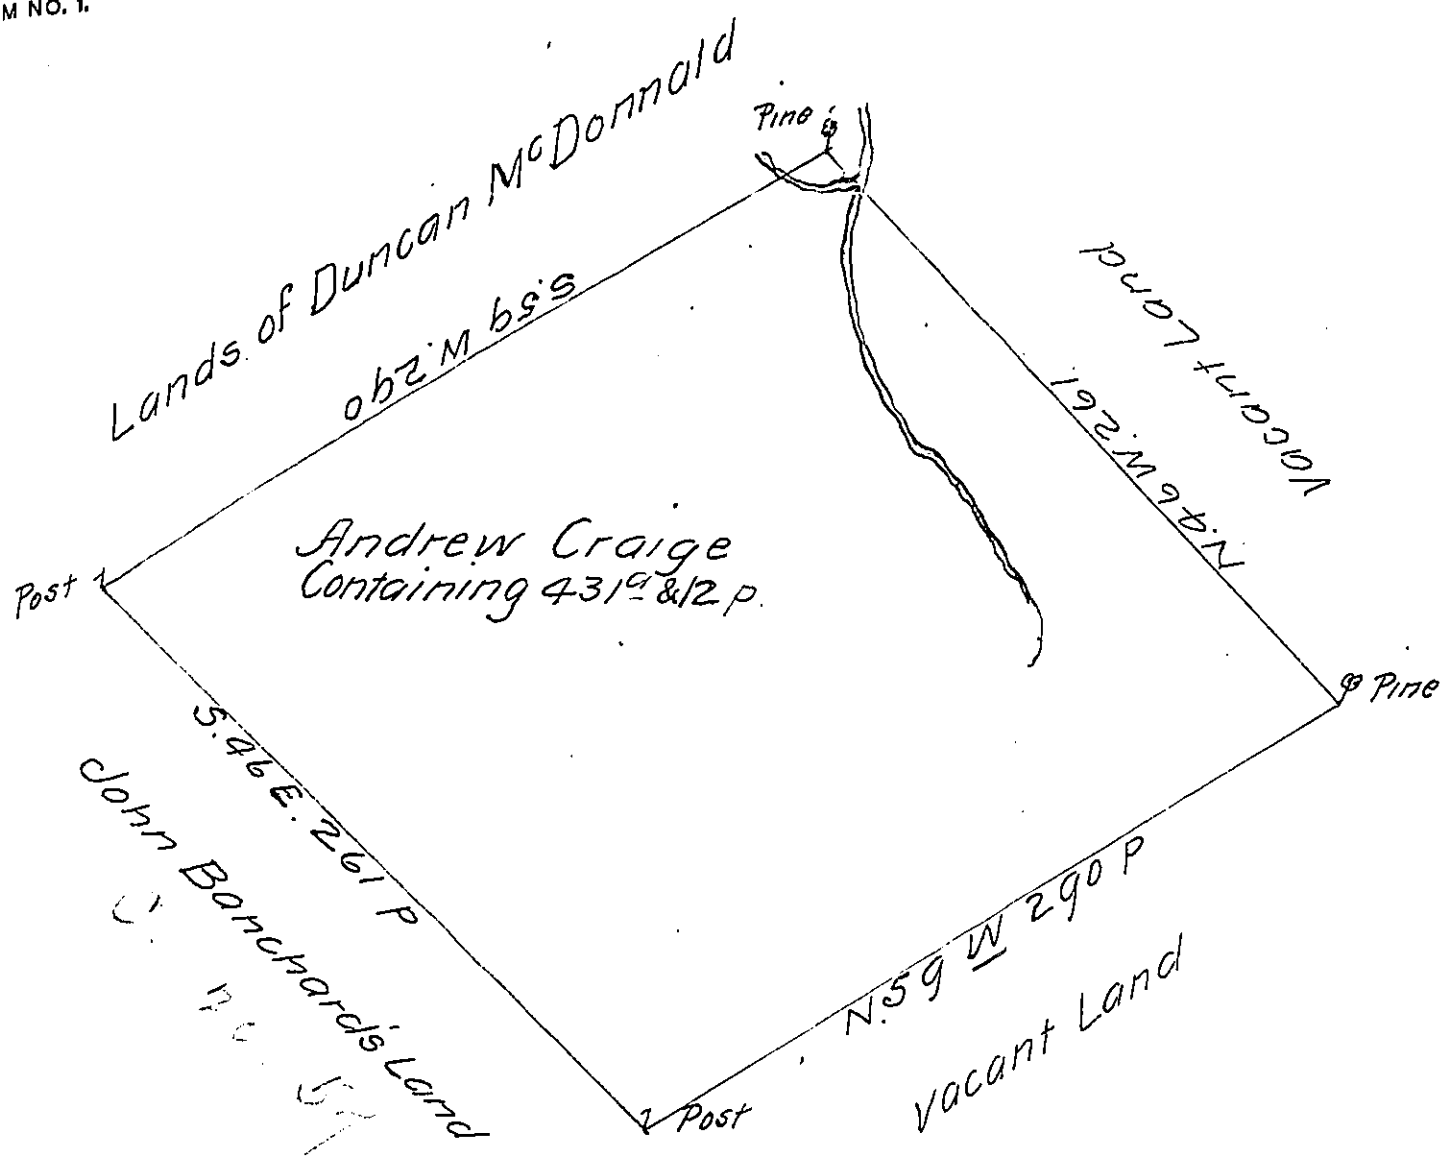 M NO. 1.
Lands of Duncan McDonnald
Pine
S. 59 W. 290
Vacant Land
N. 46 W. 261.
Andrew Craige
Containing 431a & 12 p.
Post
Pine
S. 46 E. 261 P
John Banchard's Land
N. 59 W 290 P
Vacant Land
Post